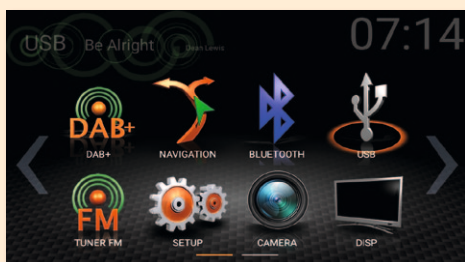 USB Be Alright Dean Lewis 07:14
DAB+
DAB+ NAVIGATION BLUETOOTH USB
FM
TUNER FM SETUP CAMERA DISP